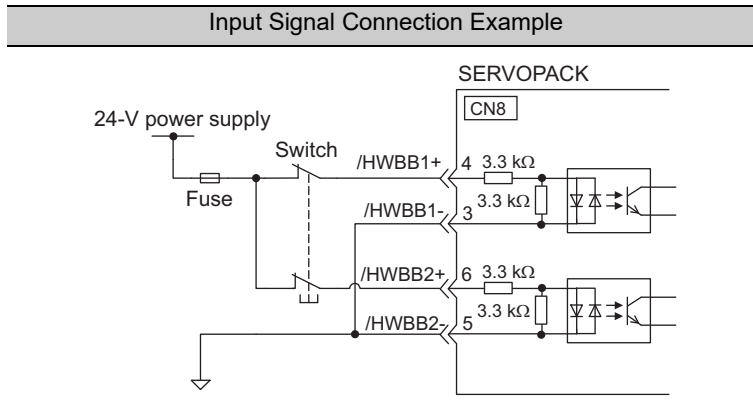 Input Signal Connection Example
SERVOPACK
CN8
24-V power supply
Switch
Fuse
/HWBB1+ 4 3.3 kΩ
3.3 kΩ
/HWBB1- 3
/HWBB2+ 6 3.3 kΩ
3.3 kΩ
/HWBB2- 5